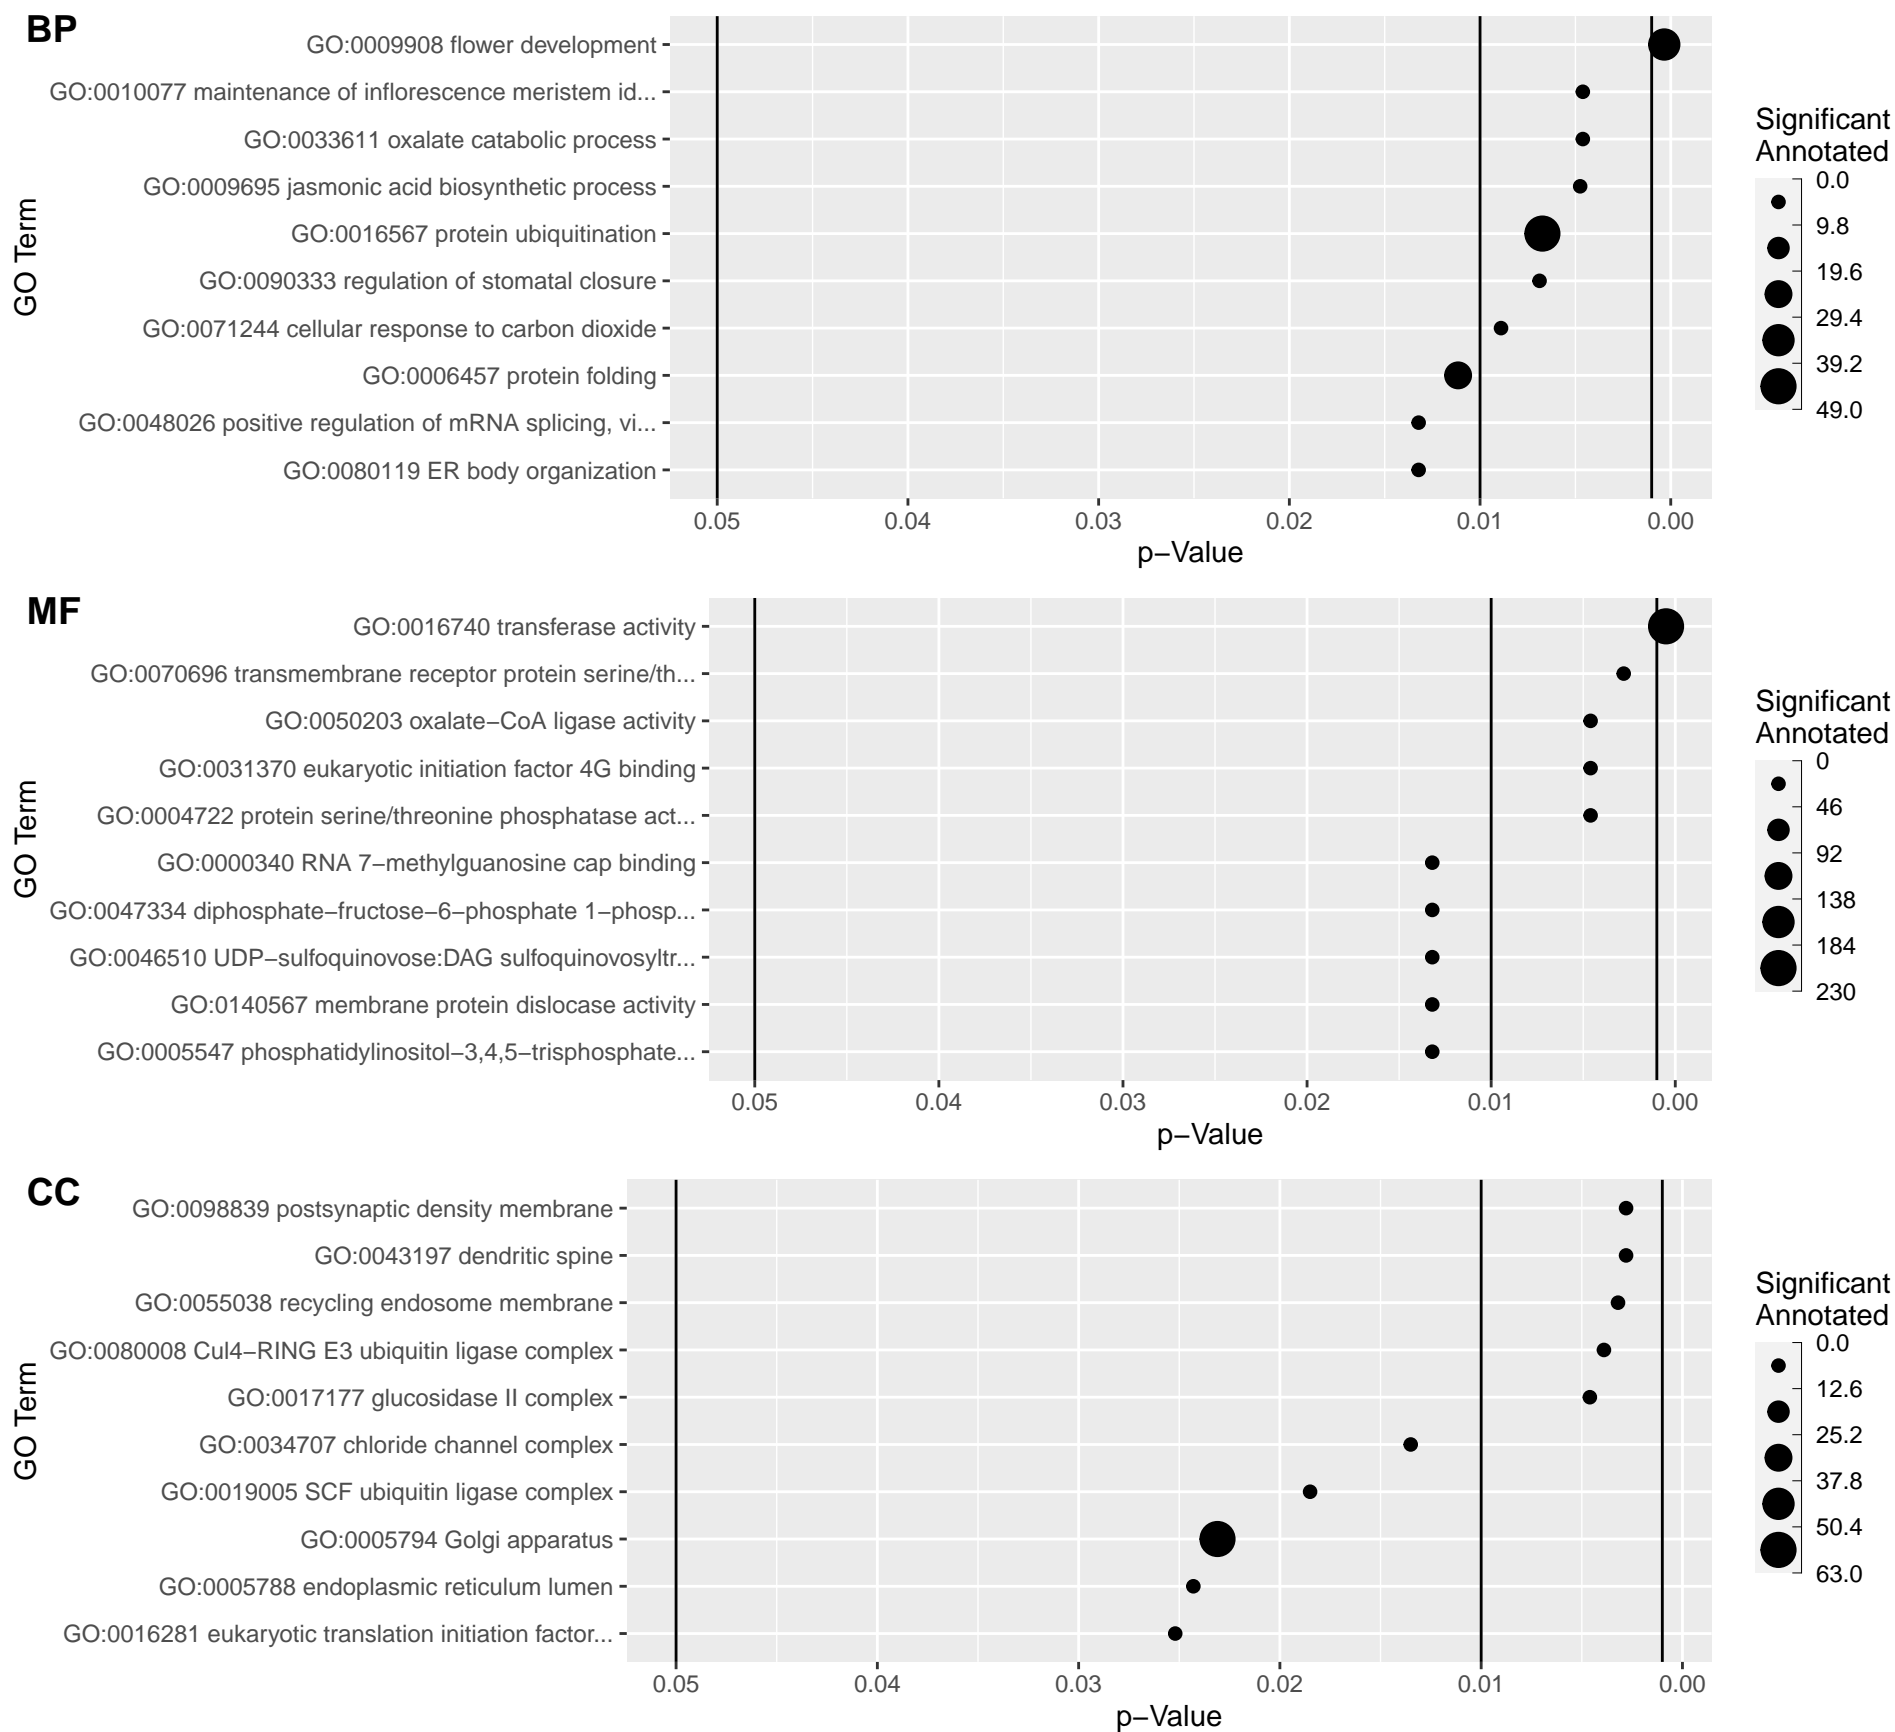 BP
GO Term
GO:0009908 flower development
GO:0010077 maintenance of inflorescence meristem id...
GO:0033611 oxalate catabolic process
GO:0009695 jasmonic acid biosynthetic process
GO:0016567 protein ubiquitination
GO:0090333 regulation of stomatal closure
GO:0071244 cellular response to carbon dioxide
GO:0006457 protein folding
GO:0048026 positive regulation of mRNA splicing, vi...
GO:0080119 ER body organization
0.05 0.04 0.03 0.02 0.01 0.00
p−Value
Significant
Annotated
0.0
9.8
19.6
29.4
39.2
49.0
MF
GO Term
GO:0016740 transferase activity
GO:0070696 transmembrane receptor protein serine/th...
GO:0050203 oxalate−CoA ligase activity
GO:0031370 eukaryotic initiation factor 4G binding
GO:0004722 protein serine/threonine phosphatase act...
GO:0000340 RNA 7−methylguanosine cap binding
GO:0047334 diphosphate−fructose−6−phosphate 1−phosp...
GO:0046510 UDP−sulfoquinovose:DAG sulfoquinovosyltr...
GO:0140567 membrane protein dislocase activity
GO:0005547 phosphatidylinositol−3,4,5−trisphosphate...
0.05 0.04 0.03 0.02 0.01 0.00
p−Value
Significant
Annotated
0
46
92
138
184
230
CC
GO Term
GO:0098839 postsynaptic density membrane
GO:0043197 dendritic spine
GO:0055038 recycling endosome membrane
GO:0080008 Cul4−RING E3 ubiquitin ligase complex
GO:0017177 glucosidase II complex
GO:0034707 chloride channel complex
GO:0019005 SCF ubiquitin ligase complex
GO:0005794 Golgi apparatus
GO:0005788 endoplasmic reticulum lumen
GO:0016281 eukaryotic translation initiation factor...
0.05 0.04 0.03 0.02 0.01 0.00
p−Value
Significant
Annotated
0.0
12.6
25.2
37.8
50.4
63.0